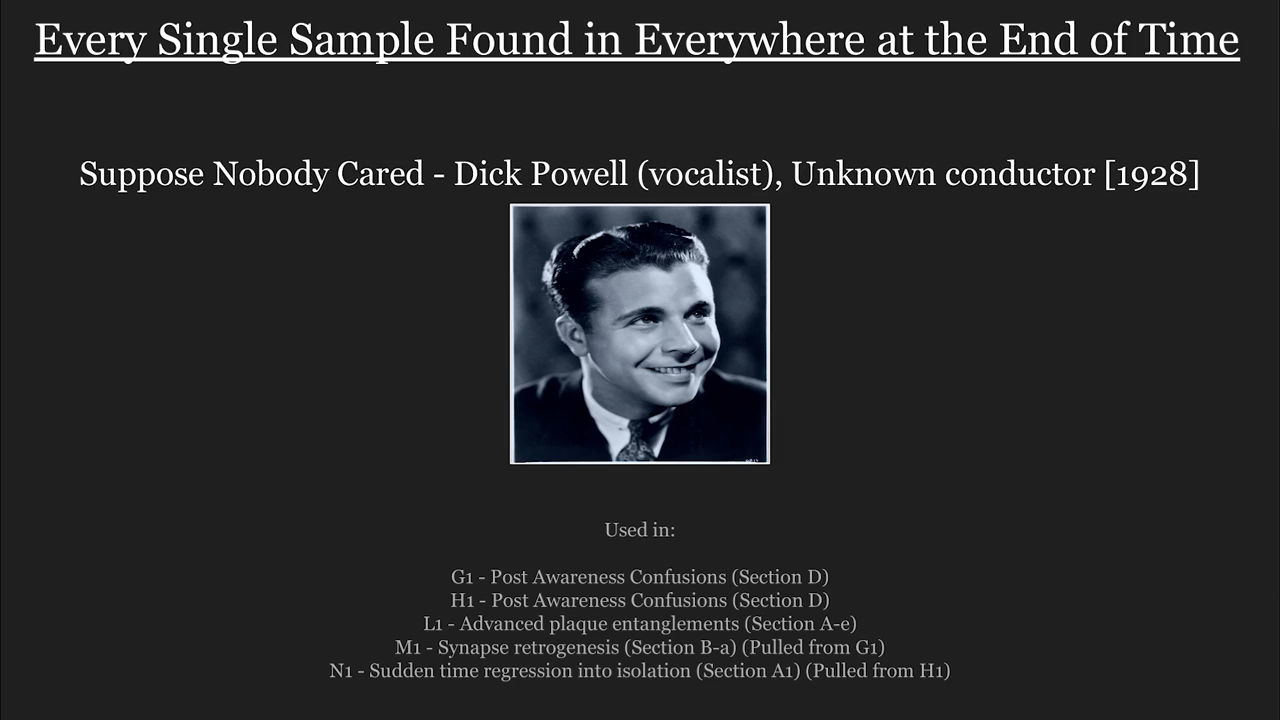 Every Single Sample Found in Everywhere at the End of Time
Suppose Nobody Cared - Dick Powell (vocalist), Unknown conductor [1928]
Used in:
G1 - Post Awareness Confusions (Section D)
H1 - Post Awareness Confusions (Section D)
L1 - Advanced plaque entanglements (Section A-e)
M1 - Synapse retrogenesis (Section B-a) (Pulled from G1)
N1 - Sudden time regression into isolation (Section A1) (Pulled from H1)